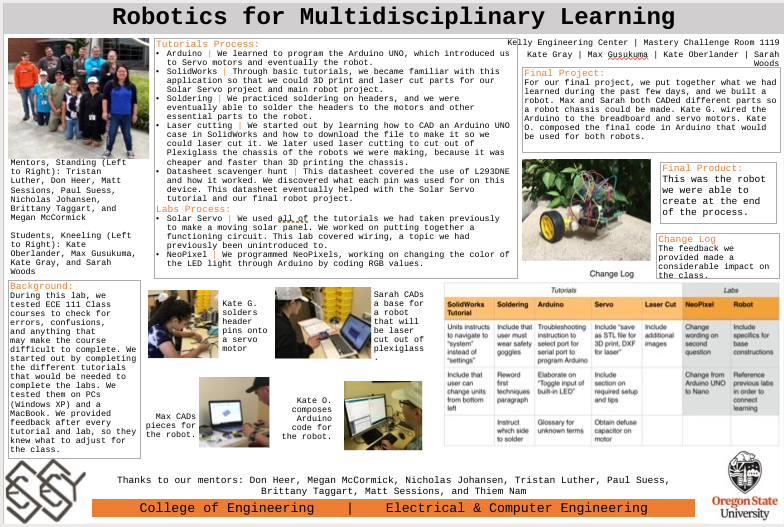 Robotics for Multidisciplinary Learning
Kelly Engineering Center | Mastery Challenge Room 1119
Kate Gray | Max Gusukuma | Kate Oberlander | Sarah
Woods
Mentors, Standing (Left
to Right): Tristan
Luther, Don Heer, Matt
Sessions, Paul Suess,
Nicholas Johansen,
Brittany Taggart, and
Megan McCormick
Students, Kneeling (Left
to Right): Kate
Oberlander, Max Gusukuma,
Kate Gray, and Sarah
Woods
Background:
During this lab, we
tested ECE 111 Class
courses to check for
errors, confusions,
and anything that
may make the course
difficult to complete. We
started out by completing
the different tutorials
that would be needed to
complete the labs. We
tested them on PCs
(Windows XP) and a
MacBook. We provided
feedback after every
tutorial and lab, so they
knew what to adjust for
the class.
Tutorials Process:
• Arduino | We learned to program the Arduino UNO, which introduced us
to Servo motors and eventually the robot.
• SolidWorks | Through basic tutorials, we became familiar with this
application so that we could 3D print and laser cut parts for our
Solar Servo project and main robot project.
• Soldering | We practiced soldering on headers, and we were
eventually able to solder the headers to the motors and other
essential parts to the robot.
• Laser cutting | We started out by learning how to CAD an Arduino UNO
case in SolidWorks and how to download the file to make it so we
could laser cut it. We later used laser cutting to cut out of
Plexiglass the chassis of the robots we were making, because it was
cheaper and faster than 3D printing the chassis.
• Datasheet scavenger hunt | This datasheet covered the use of L293DNE
and how it worked. We discovered what each pin was used for on this
device. This datasheet eventually helped with the Solar Servo
tutorial and our final robot project.
Labs Process:
• Solar Servo | We used all of the tutorials we had taken previously
to make a moving solar panel. We worked on putting together a
functioning circuit. This lab covered wiring, a topic we had
previously been unintroduced to.
• NeoPixel | We programmed NeoPixels, working on changing the color of
the LED light through Arduino by coding RGB values.
Final Project:
For our final project, we put together what we had
learned during the past few days, and we built a
robot. Max and Sarah both CADed different parts so
a robot chassis could be made. Kate G. wired the
Arduino to the breadboard and servo motors. Kate
O. composed the final code in Arduino that would
be used for both robots.
Final Product:
This was the robot
we were able to
create at the end
of the process.
Change Log
The feedback we
provided made a
considerable impact on
the class.
Kate G.
solders
header
pins onto
a servo
motor
Sarah CADs
a base for
a robot
that will
be laser
cut out of
plexiglass
.
Max CADs
pieces for
the robot.
Kate O.
composes
Arduino
code for
the robot.
Change Log
Tutorials Labs
SolidWorks Tutorial Soldering Arduino Servo Laser Cut NeoPixel Robot
Units instructs to navigate to "system" instead of "settings" Include that user must wear safety goggles Troubleshooting instruction to select port for serial port to program Arduino Include "save as STL file for 3D print, DXF for laser" Include additional images Change wording on second question Include specifics for base constructions
Include that user can change units from bottom left Reword first techniques paragraph Elaborate on "Toggle input of built-in LED" Include section on required setup and tips Change from Arduino UNO to Nano Reference previous labs in order to connect learning
Instruct which side to solder Glossary for unknown terms Obtain defuse capacitor on motor
Thanks to our mentors: Don Heer, Megan McCormick, Nicholas Johansen, Tristan Luther, Paul Suess,
Brittany Taggart, Matt Sessions, and Thiem Nam
College of Engineering | Electrical & Computer Engineering
Oregon State
University